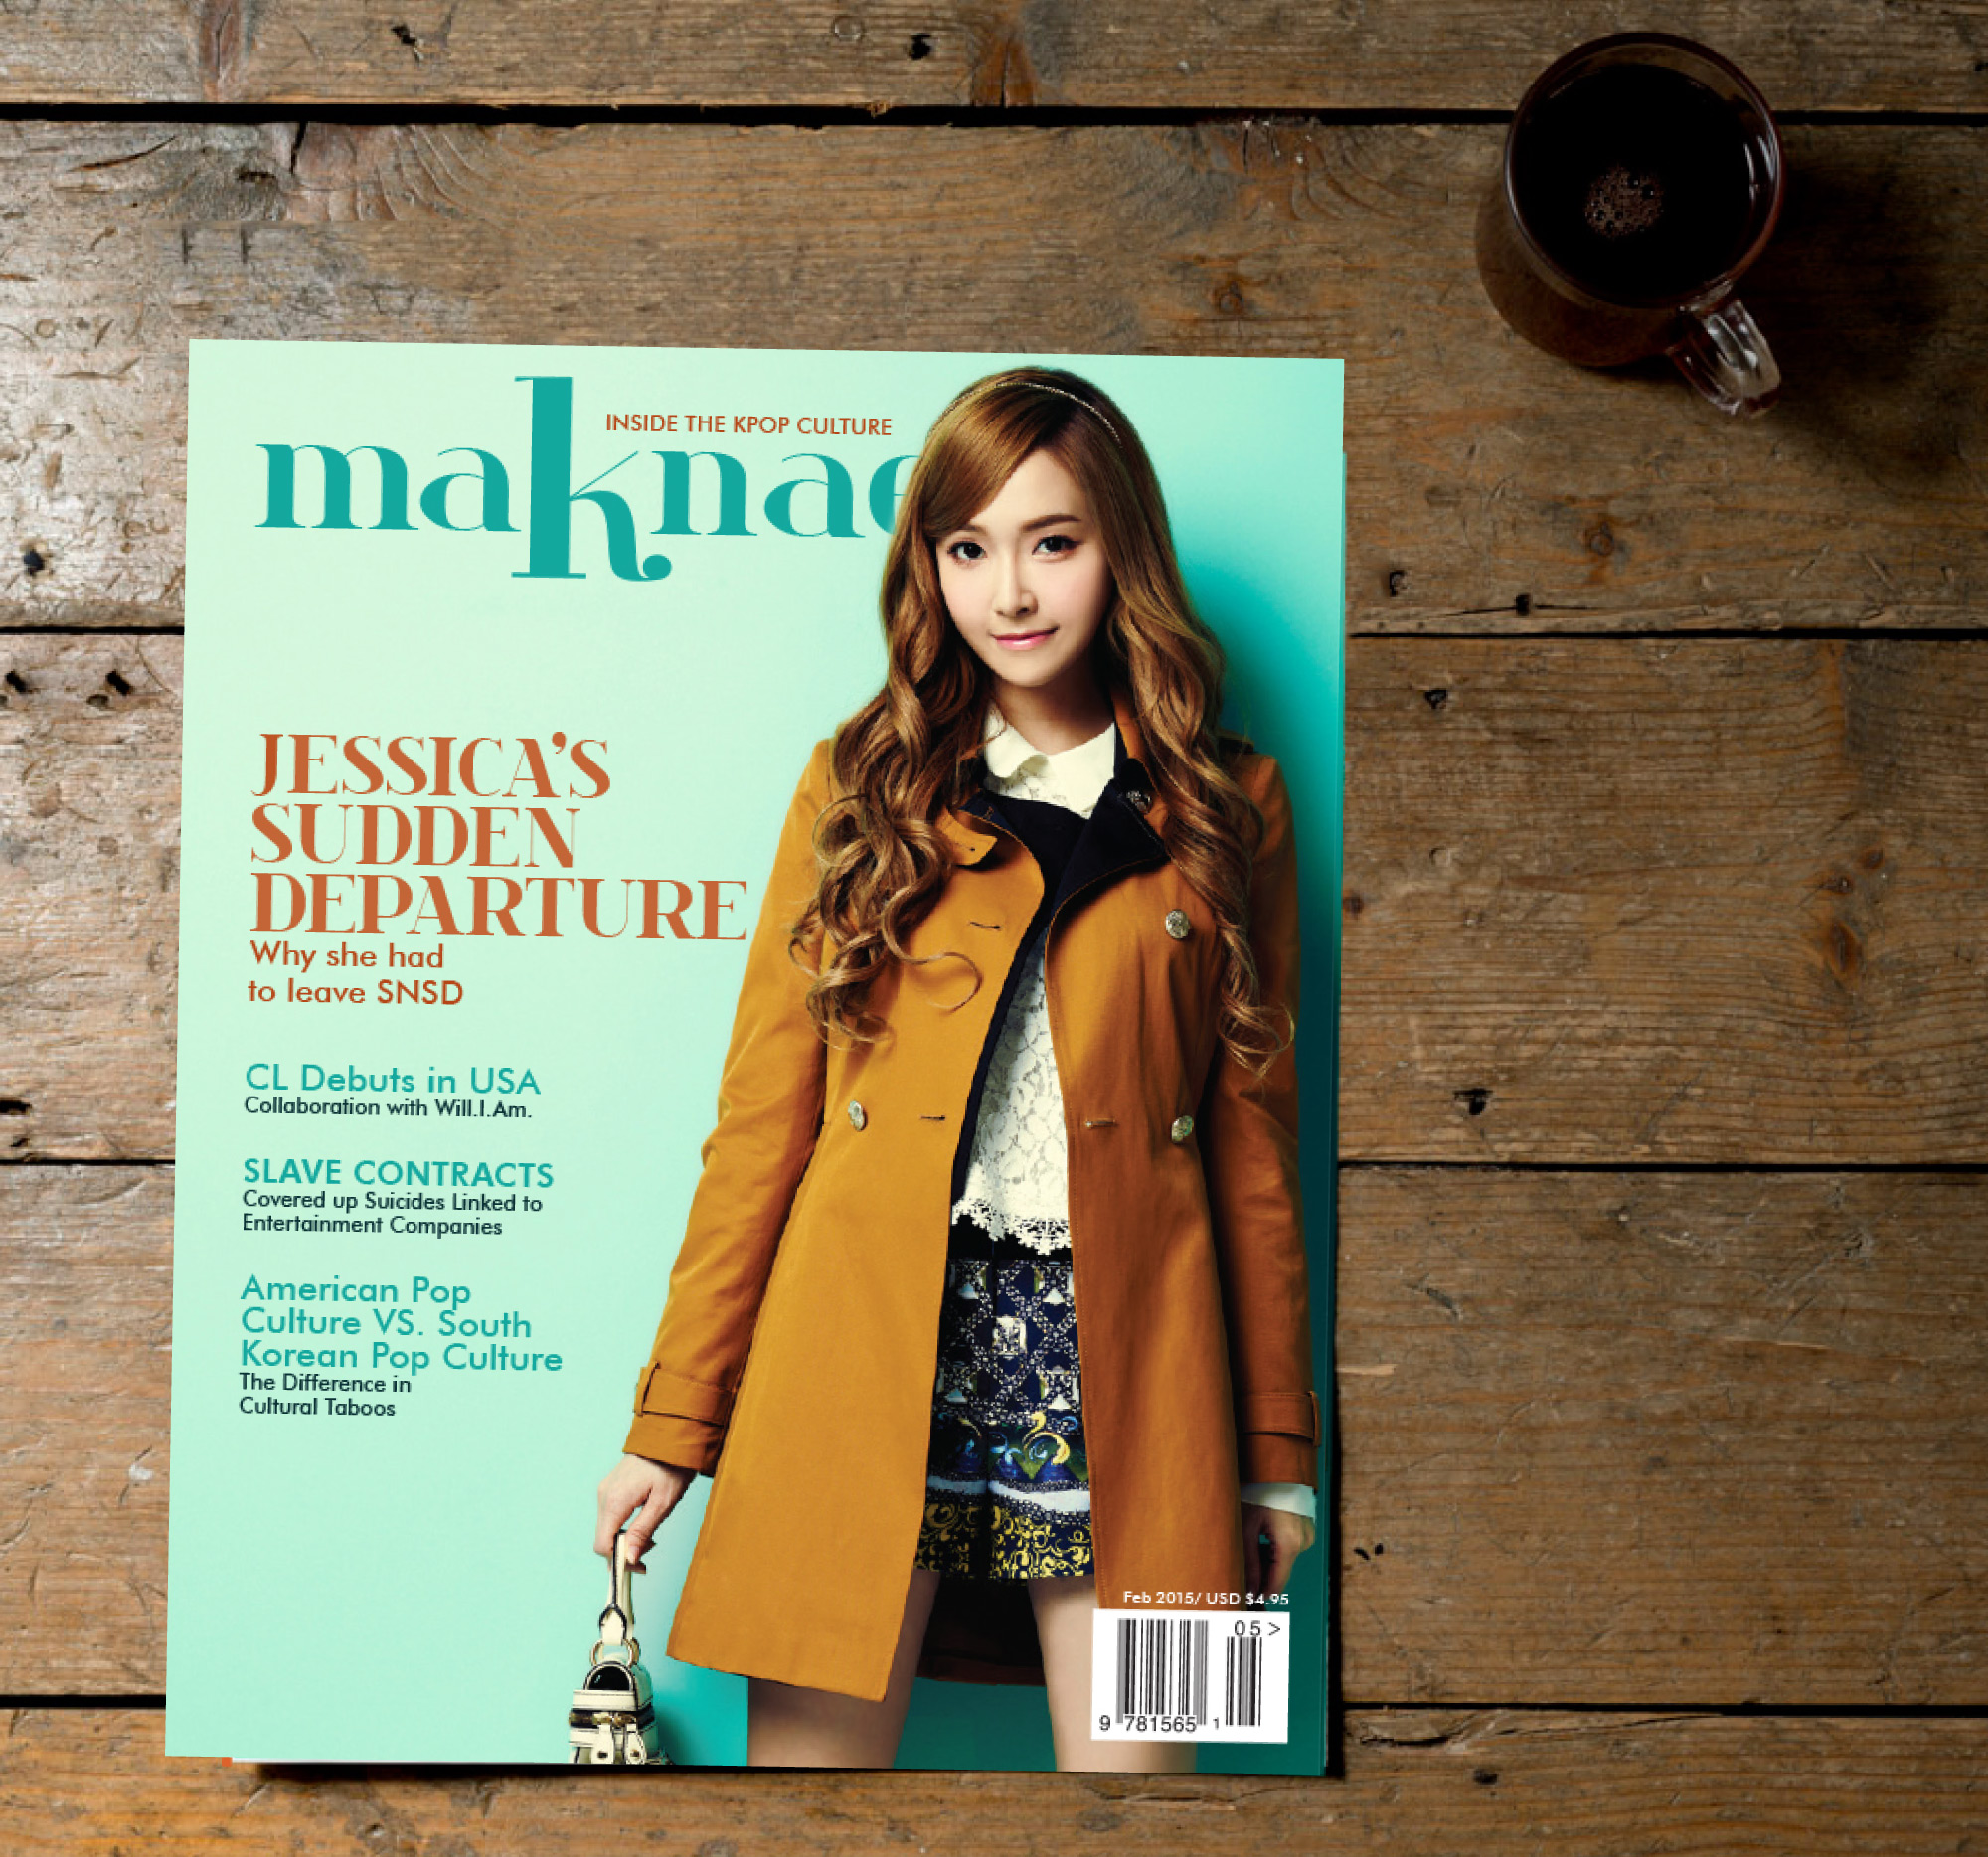 INSIDE THE KPOP CULTURE
maknae
JESSICA'S
SUDDEN
DEPARTURE
Why she had
to leave SNSD
CL Debuts in USA
Collaboration with Will.I.Am.
SLAVE CONTRACTS
Covered up Suicides Linked to
Entertainment Companies
American Pop
Culture VS. South
Korean Pop Culture
The Difference in
Cultural Taboos
Feb 2015/ USD $4.95
05>
9 781565 1